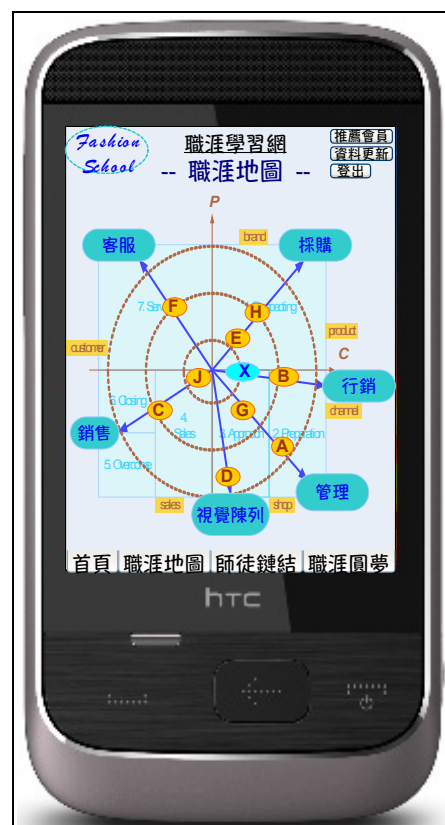 Fashion
School
職涯學習網
-- 職涯地圖 --
推薦會員
資料更新
登出
P
brand
客服
採購
7. Ser
F
H
pecting
product
E
customer
C
J
X
B
行銷
channel
6. Closing
C
4.
Sales
G
3. Approach
2. Preparation
銷售
A
5. Overcome
D
管理
sales
shop
視覺陳列
首頁
職涯地圖
師徒鏈結
職涯圓夢
hTC